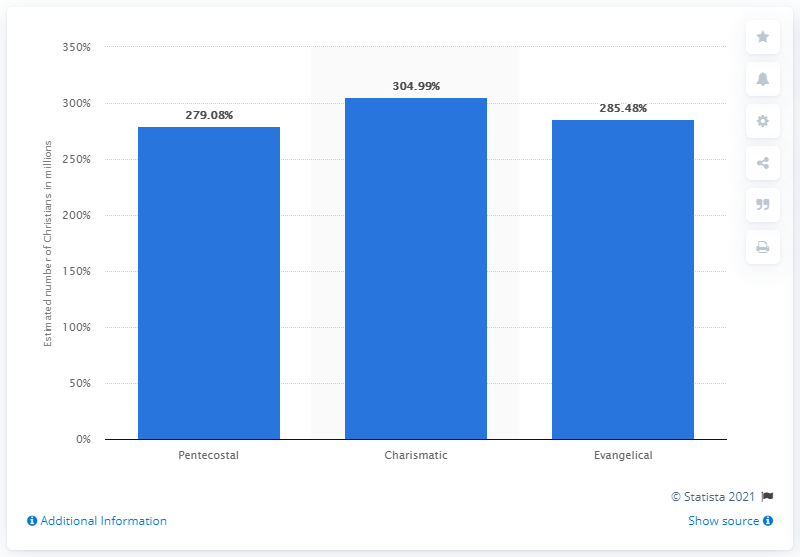 Estimated number of Christians in millions
350%
300%
250%
200%
150%
100%
50%
0%
279.08%
304.99%
285.48%
Pentecostal
Charismatic
Evangelical
© Statista 2021
Additional Information
Show source